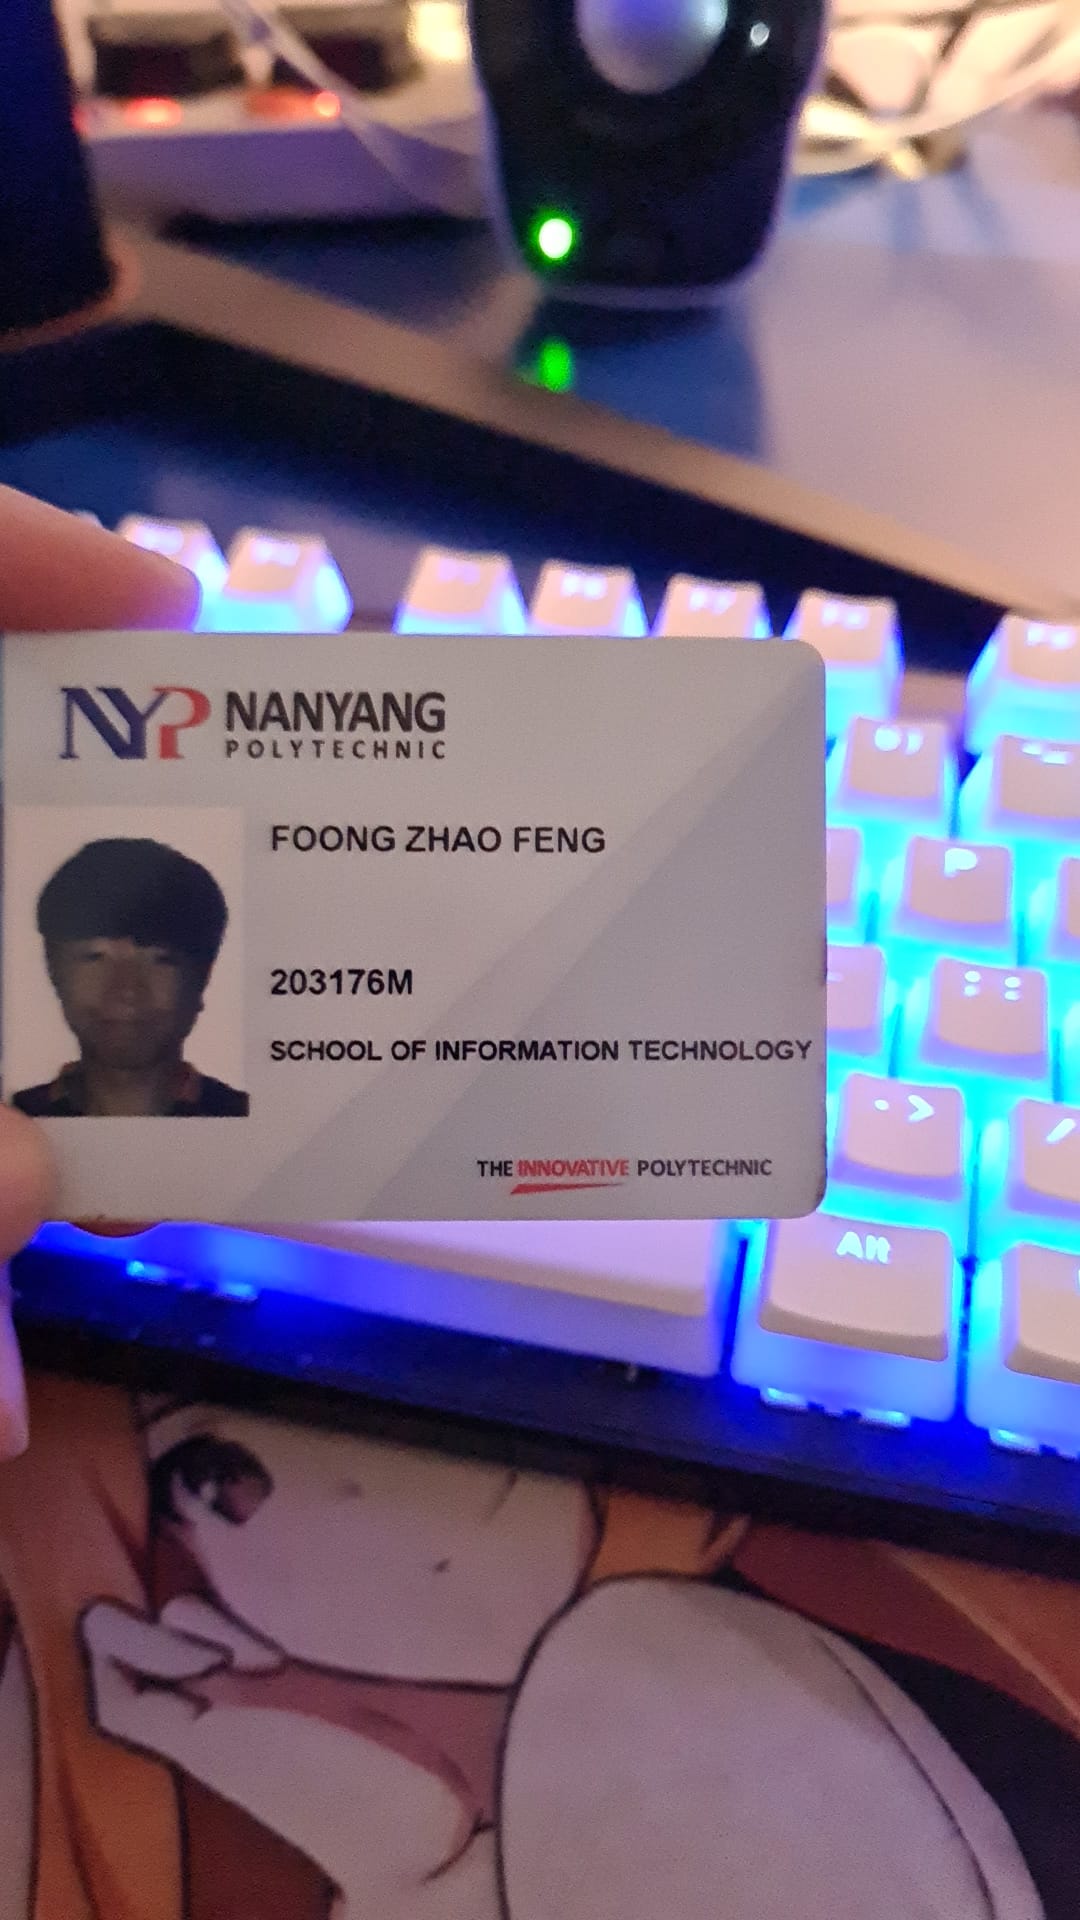 NYP NANYANG
POLYTECHNIC
FOONG ZHAO FENG
203176M
SCHOOL OF INFORMATION TECHNOLOGY
THE INNOVATIVE POLYTECHNIC
P
Alt